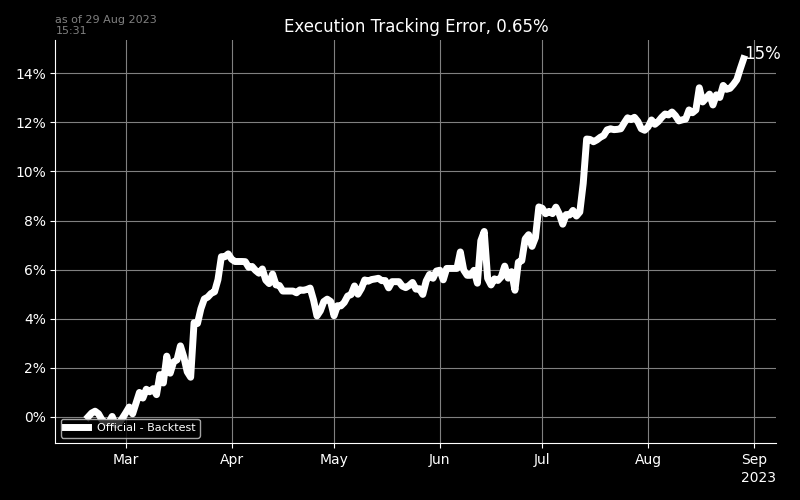 as of 29 Aug 2023
15:31
Execution Tracking Error, 0.65%
15%
14%
12%
10%
8%
6%
4%
2%
0%
Official - Backtest
Mar Apr May Jun Jul Aug Sep
2023